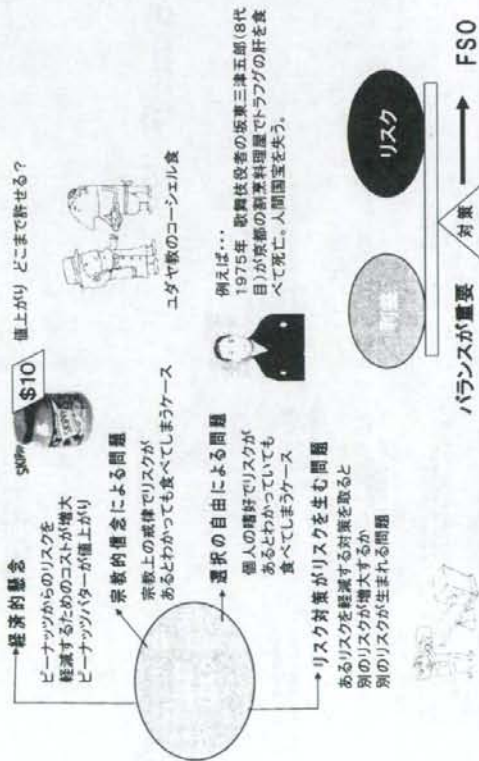 経済的懸念
ピーナッツからのリスクを
軽減するためのコストが増大
ピーナッツバターが値上がり
$10
値上がり どこまで許せる？
宗教的信念による問題
宗教上の戒律でリスクが
あるとわかっても食べてしまうケース
ユダヤ教のコーシェル食
選択の自由による問題
個人の嗜好でリスクが
あるとわかっていても
食べてしまうケース
例えば・・・
1975年 歌舞伎役者の坂東三津五郎(8代
目)が京都の割烹料理屋でトラフグの肝を食
べて死亡。人間国宝を失う。
リスク対策がリスクを生む問題
あるリスクを軽減する対策を取ると
別のリスクが増大するか
別のリスクが生まれる問題
リスク
対策
バランスが重要
FSO